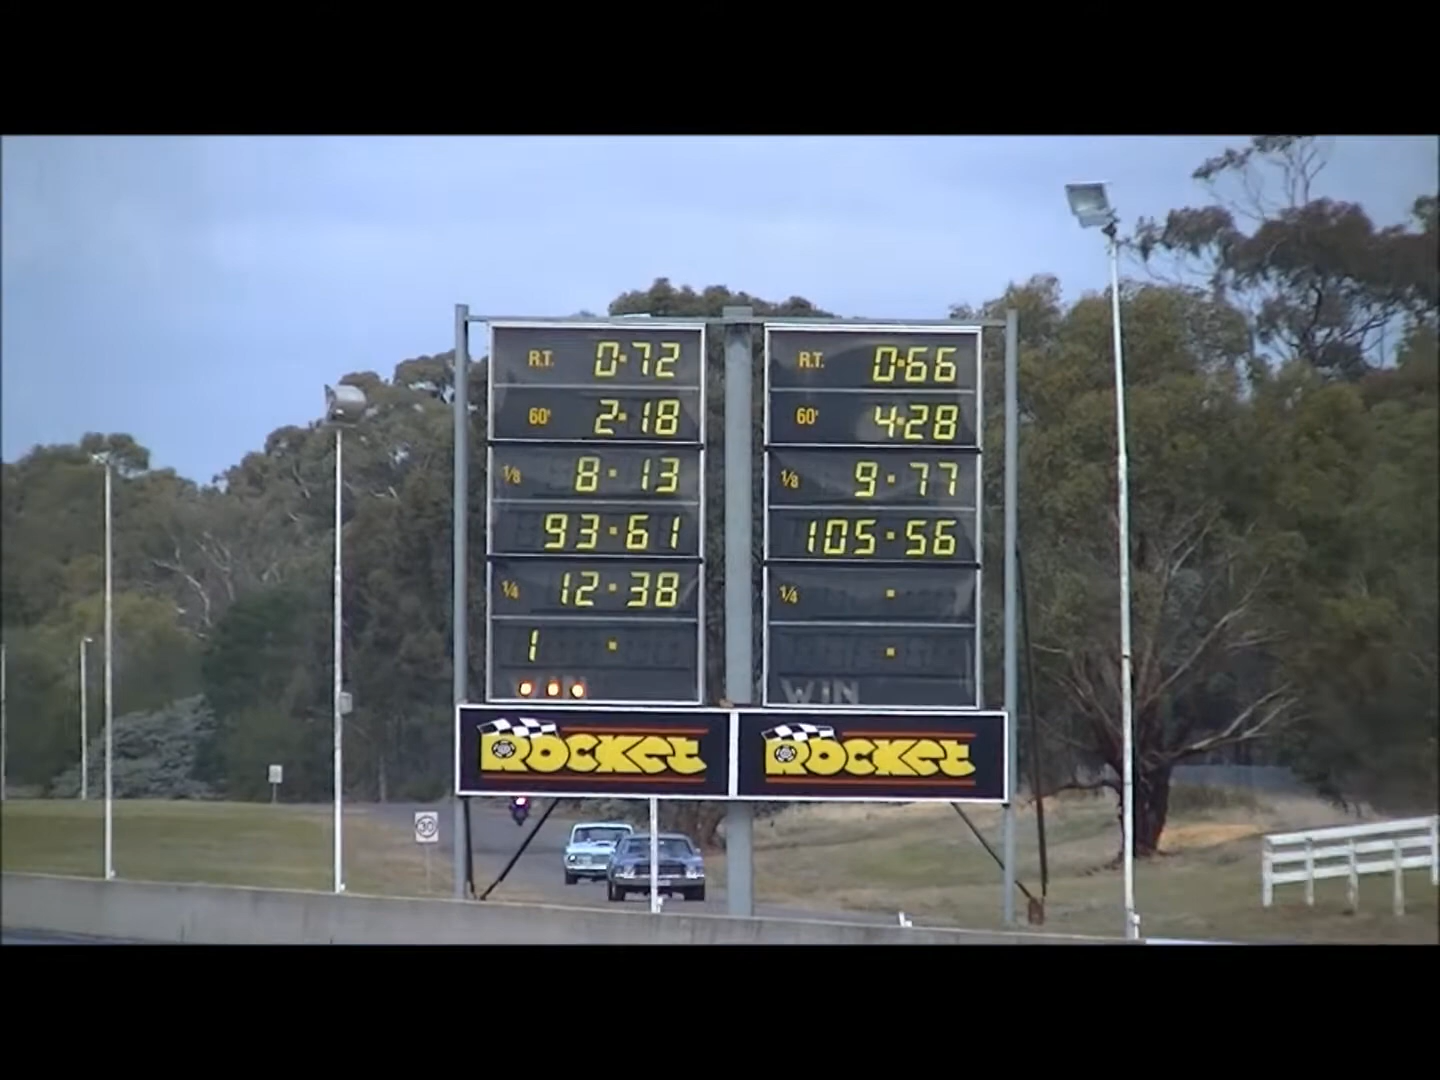 R.T. 0.72
60' 2.18
1/8 8.13
93.61
1/4 12.38
1 .
WIN
R.T. 0.66
60' 4.28
1/8 9.77
105.56
1/4 .
.
WIN
ROCKET
ROCKET
30